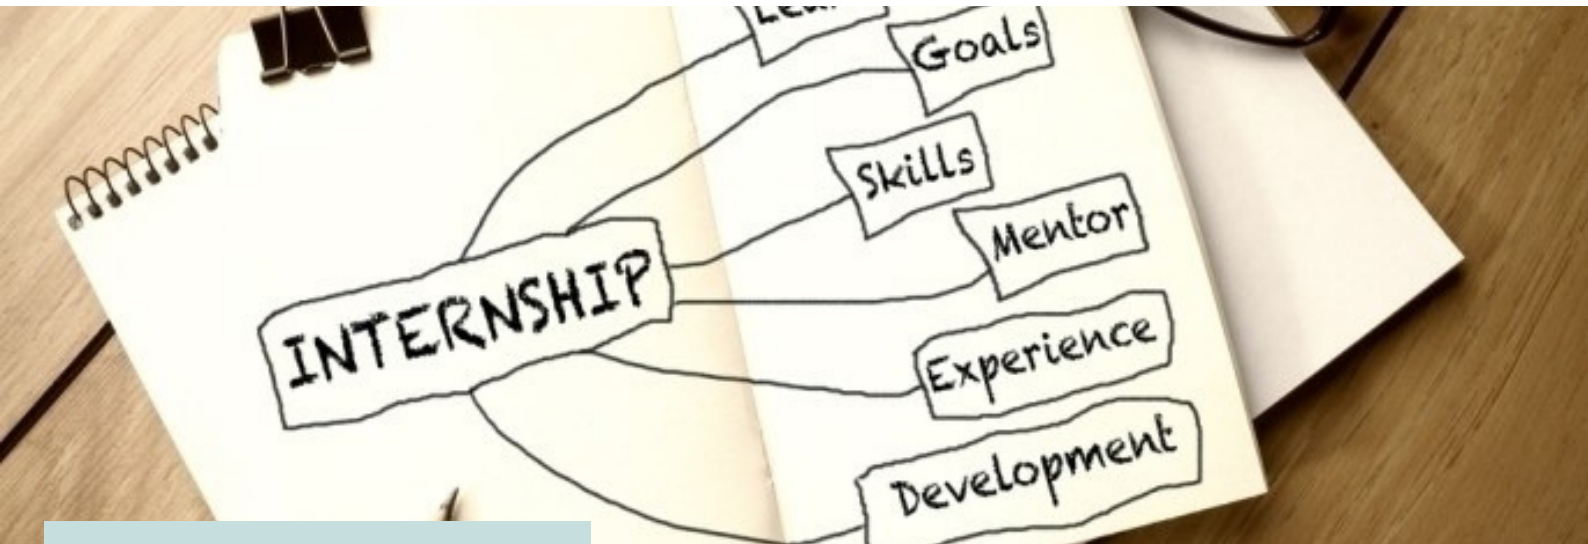 Goals
Skills
Mentor
INTERNSHIP
Experience
Development